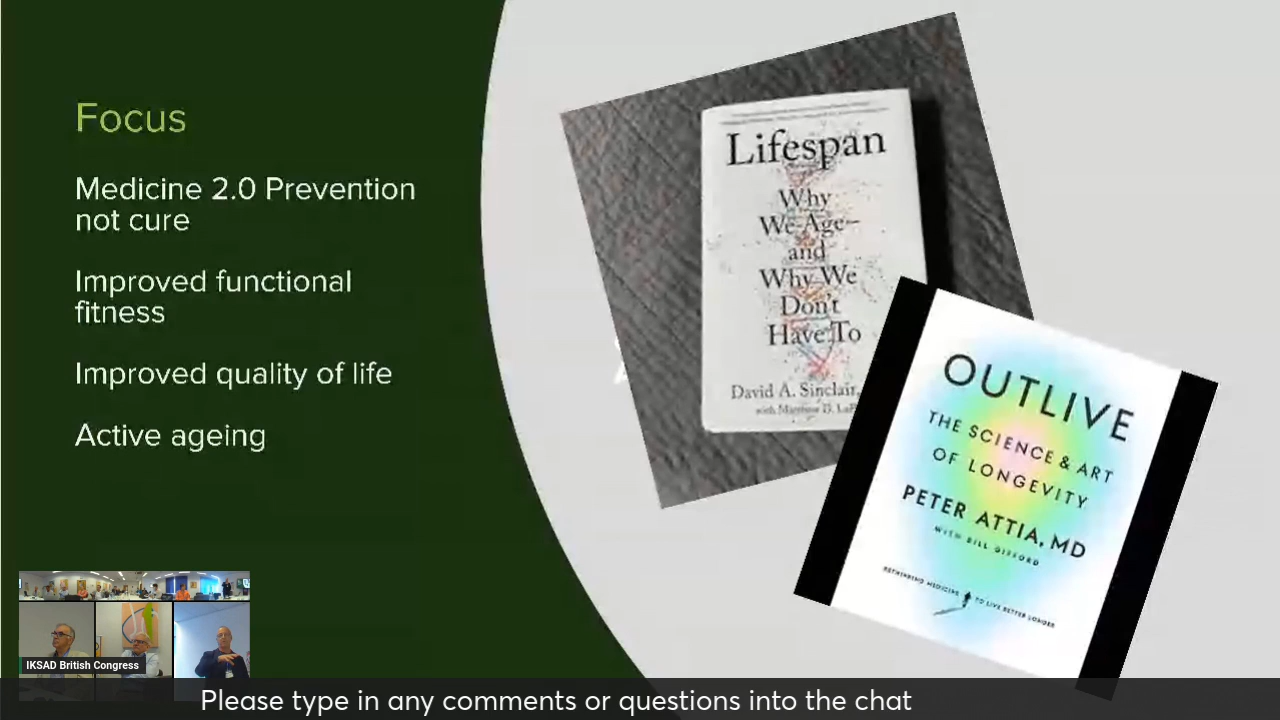 Focus
Medicine 2.0 Prevention
not cure
Improved functional
fitness
Improved quality of life
Active ageing
Lifespan
Why
We Age—
and
Why We
Don't
Have To
David A. Sinclair,
with Matthew D.
OUTLIVE
THE SCIENCE & ART
OF LONGEVITY
PETER ATTIA, MD
WITH BILL GIFFORD
RETHINKING MEDICINE TO LIVE BETTER LONGER
IKSAD British Congress
Please type in any comments or questions into the chat